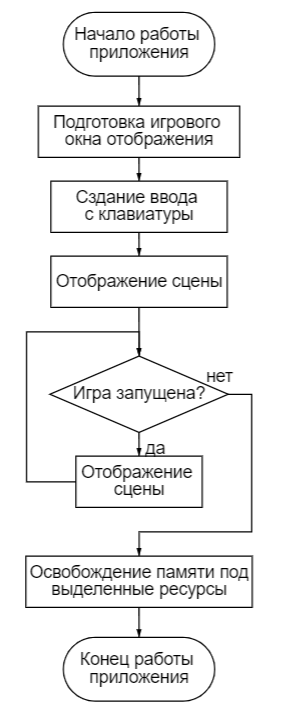 Начало работы
приложения
Подготовка игрового
окна отображения
Сздание ввода
с клавиатуры
Отображение сцены
Игра запущена?
нет
да
Отображение
сцены
Освобождение памяти под
выделенные ресурсы
Конец работы
приложения